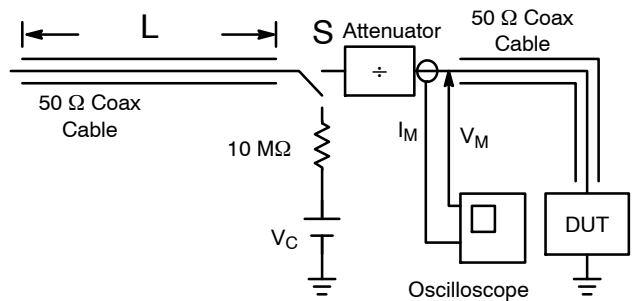 L
S
Attenuator
÷
50 Ω Coax
Cable
50 Ω Coax
Cable
10 MΩ
I_M
V_M
V_C
DUT
Oscilloscope